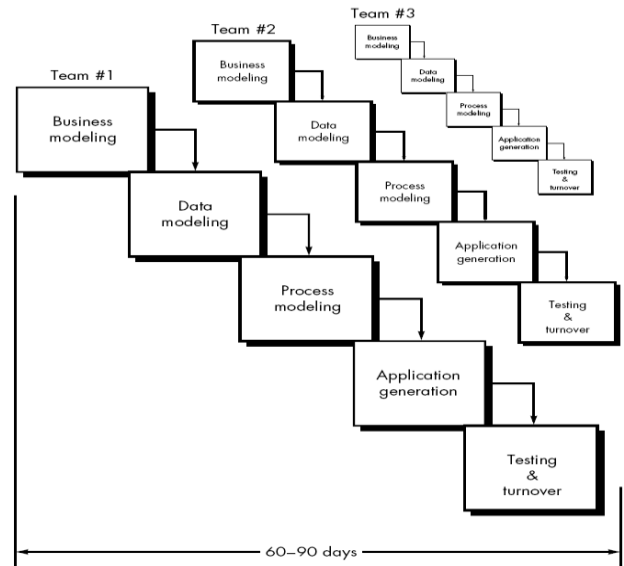 Team #1
Business
modeling
Data
modeling
Process
modeling
Application
generation
Testing
&
turnover
Team #2
Business
modeling
Data
modeling
Process
modeling
Application
generation
Testing
&
turnover
Team #3
Business
modeling
Data
modeling
Process
modeling
Application
generation
Testing
&
turnover
60–90 days